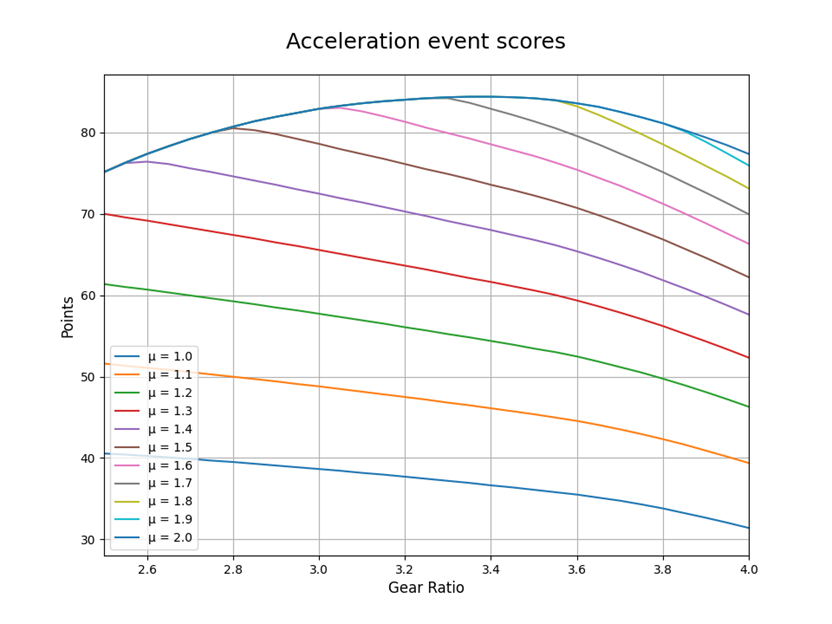 Acceleration event scores
Points
80
70
60
50
40
30
μ = 1.0
μ = 1.1
μ = 1.2
μ = 1.3
μ = 1.4
μ = 1.5
μ = 1.6
μ = 1.7
μ = 1.8
μ = 1.9
μ = 2.0
2.6 2.8 3.0 3.2 3.4 3.6 3.8 4.0
Gear Ratio